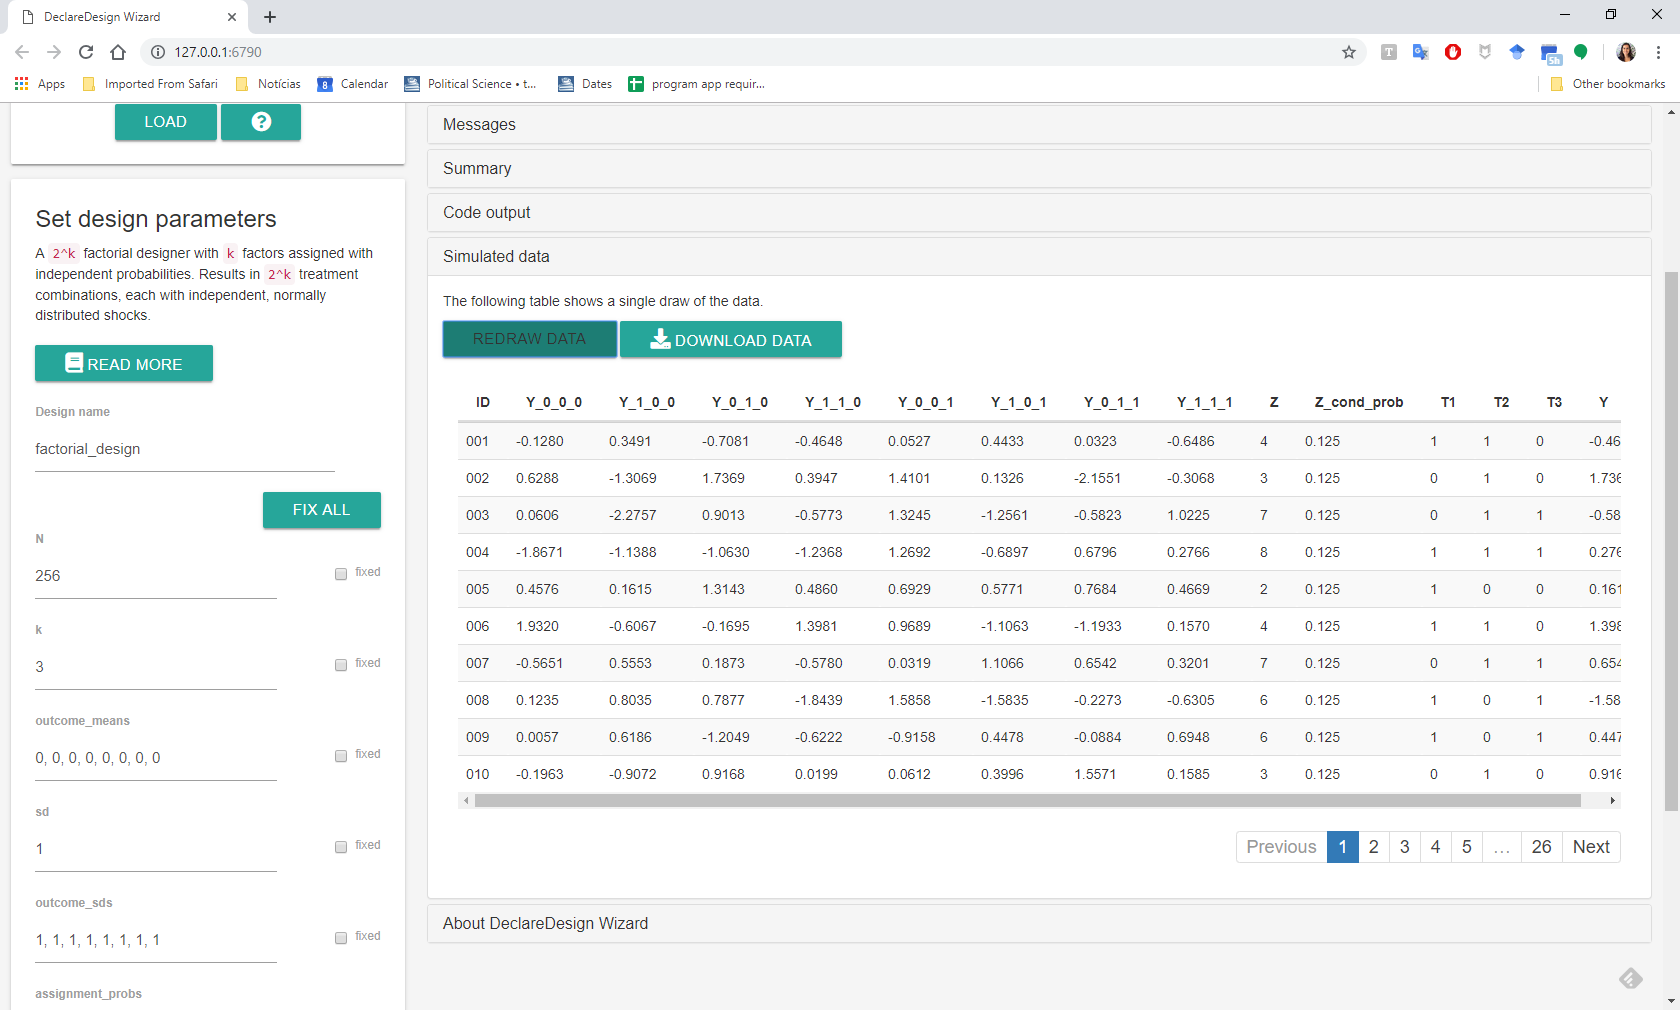 DeclareDesign Wizard
127.0.0.1:6790
Apps
Imported From Safari
Notícias
8
Calendar
Political Science • t...
Dates
program app requir...
Other bookmarks
T
Sh
LOAD
?
Set design parameters
A 2^k factorial designer with k factors assigned with
independent probabilities. Results in 2^k treatment
combinations, each with independent, normally
distributed shocks.
READ MORE
Design name
factorial_design
FIX ALL
N
256
fixed
k
3
fixed
outcome_means
0, 0, 0, 0, 0, 0, 0, 0
fixed
sd
1
fixed
outcome_sds
1, 1, 1, 1, 1, 1, 1, 1
fixed
assignment_probs
Messages
Summary
Code output
Simulated data
The following table shows a single draw of the data.
REDRAW DATA
DOWNLOAD DATA
ID Y_0_0_0 Y_1_0_0 Y_0_1_0 Y_1_1_0 Y_0_0_1 Y_1_0_1 Y_0_1_1 Y_1_1_1 Z Z_cond_prob T1 T2 T3 Y
001 -0.1280 0.3491 -0.7081 -0.4648 0.0527 0.4433 0.0323 -0.6486 4 0.125 1 1 0 -0.46
002 0.6288 -1.3069 1.7369 0.3947 1.4101 0.1326 -2.1551 -0.3068 3 0.125 0 1 0 1.736
003 0.0606 -2.2757 0.9013 -0.5773 1.3245 -1.2561 -0.5823 1.0225 7 0.125 0 1 1 -0.58
004 -1.8671 -1.1388 -1.0630 -1.2368 1.2692 -0.6897 0.6796 0.2766 8 0.125 1 1 1 0.276
005 0.4576 0.1615 1.3143 0.4860 0.6929 0.5771 0.7684 0.4669 2 0.125 1 0 0 0.161
006 1.9320 -0.6067 -0.1695 1.3981 0.9689 -1.1063 -1.1933 0.1570 4 0.125 1 1 0 1.398
007 -0.5651 0.5553 0.1873 -0.5780 0.0319 1.1066 0.6542 0.3201 7 0.125 0 1 1 0.654
008 0.1235 0.8035 0.7877 -1.8439 1.5858 -1.5835 -0.2273 -0.6305 6 0.125 1 0 1 -1.58
009 0.0057 0.6186 -1.2049 -0.6222 -0.9158 0.4478 -0.0884 0.6948 6 0.125 1 0 1 0.447
010 -0.1963 -0.9072 0.9168 0.0199 0.0612 0.3996 1.5571 0.1585 3 0.125 0 1 0 0.916
Previous 1 2 3 4 5 ... 26 Next
About DeclareDesign Wizard